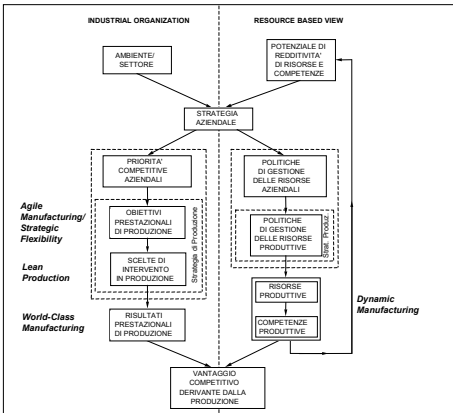 INDUSTRIAL ORGANIZATION
RESOURCE BASED VIEW
AMBIENTE/
SETTORE
POTENZIALE DI
REDDITIVITA'
DI RISORSE E
COMPETENZE
STRATEGIA
AZIENDALE
PRIORITA'
COMPETITIVE
AZIENDALI
POLITICHE
DI GESTIONE
DELLE RISORSE
AZIENDALI
Agile
Manufacturing/
Strategic
Flexibility
OBIETTIVI
PRESTAZIONALI
DI PRODUZIONE
Strategia di Produzione
POLITICHE
DI GESTIONE
DELLE RISORSE
PRODUTTIVE
Strat. Produz.
Lean
Production
SCELTE DI
INTERVENTO
IN PRODUZIONE
RISORSE
PRODUTTIVE
World-Class
Manufacturing
RISULTATI
PRESTAZIONALI
DI PRODUZIONE
COMPETENZE
PRODUTTIVE
Dynamic
Manufacturing
VANTAGGIO
COMPETITIVO
DERIVANTE DALLA
PRODUZIONE